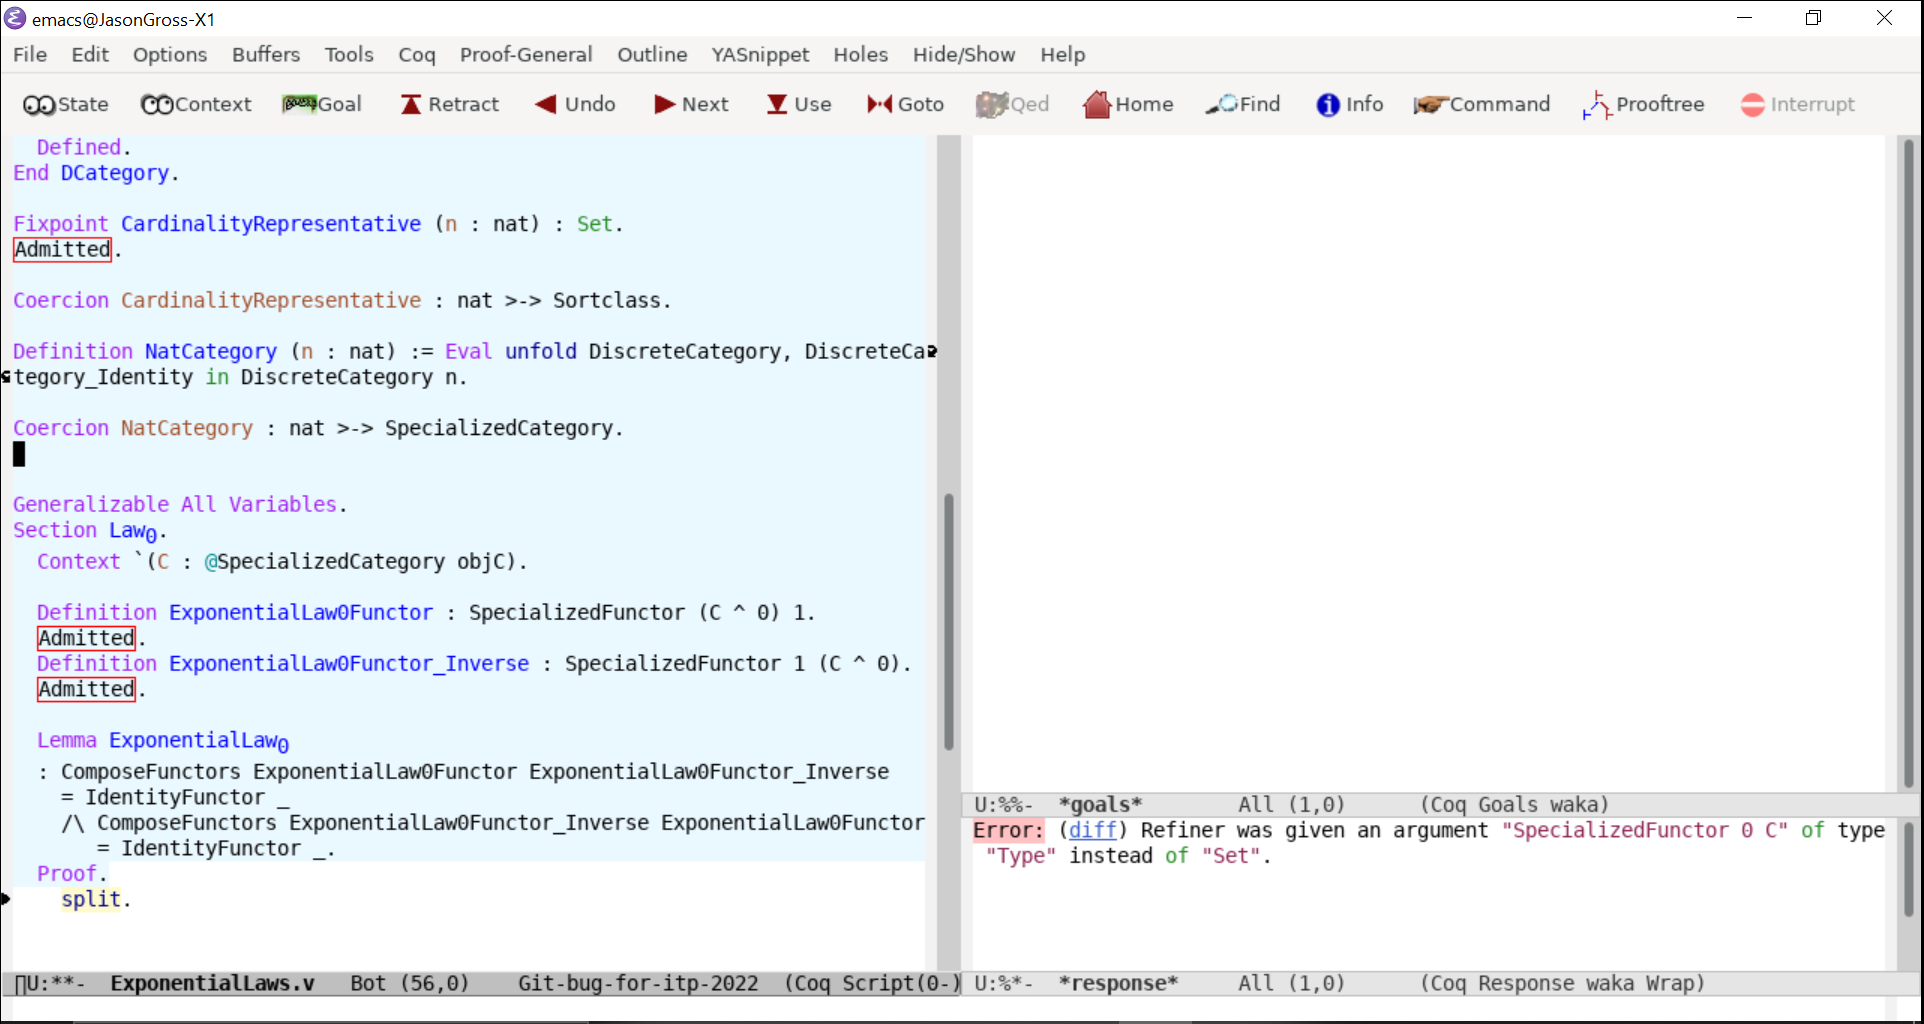 emacs@JasonGross-X1
File Edit Options Buffers Tools Coq Proof-General Outline YASnippet Holes Hide/Show Help
State Context Goal Retract Undo Next Use Goto Qed Home Find Info Command Prooftree Interrupt
Defined.
End DCategory.
Fixpoint CardinalityRepresentative (n : nat) : Set.
Admitted.
Coercion CardinalityRepresentative : nat >-> Sortclass.
Definition NatCategory (n : nat) := Eval unfold DiscreteCategory, DiscreteCa
tegory_Identity in DiscreteCategory n.
Coercion NatCategory : nat >-> SpecializedCategory.
Generalizable All Variables.
Section Law0.
Context `(C : @SpecializedCategory objC).
Definition ExponentialLaw0Functor : SpecializedFunctor (C ^ 0) 1.
Admitted.
Definition ExponentialLaw0Functor_Inverse : SpecializedFunctor 1 (C ^ 0).
Admitted.
Lemma ExponentialLaw0
: ComposeFunctors ExponentialLaw0Functor ExponentialLaw0Functor_Inverse
= IdentityFunctor _
/\ ComposeFunctors ExponentialLaw0Functor_Inverse ExponentialLaw0Functor
= IdentityFunctor _.
Proof.
split.
U:**- ExponentialLaws.v Bot (56,0) Git-bug-for-itp-2022 (Coq Script(0-)
U:%%- *goals* All (1,0) (Coq Goals waka)
Error: (diff) Refiner was given an argument "SpecializedFunctor 0 C" of type
"Type" instead of "Set".
U:%*- *response* All (1,0) (Coq Response waka Wrap)